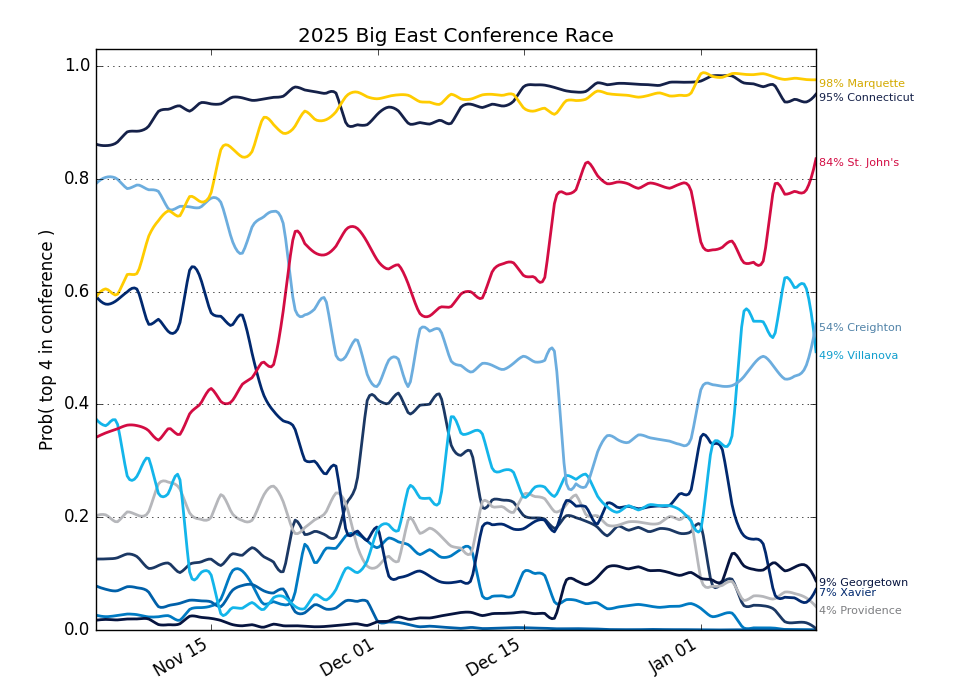 2025 Big East Conference Race
Prob( top 4 in conference )
1.0
0.8
0.6
0.4
0.2
0.0
98% Marquette
95% Connecticut
84% St. John's
54% Creighton
49% Villanova
9% Georgetown
7% Xavier
4% Providence
Nov 15
Dec 01
Dec 15
Jan 01